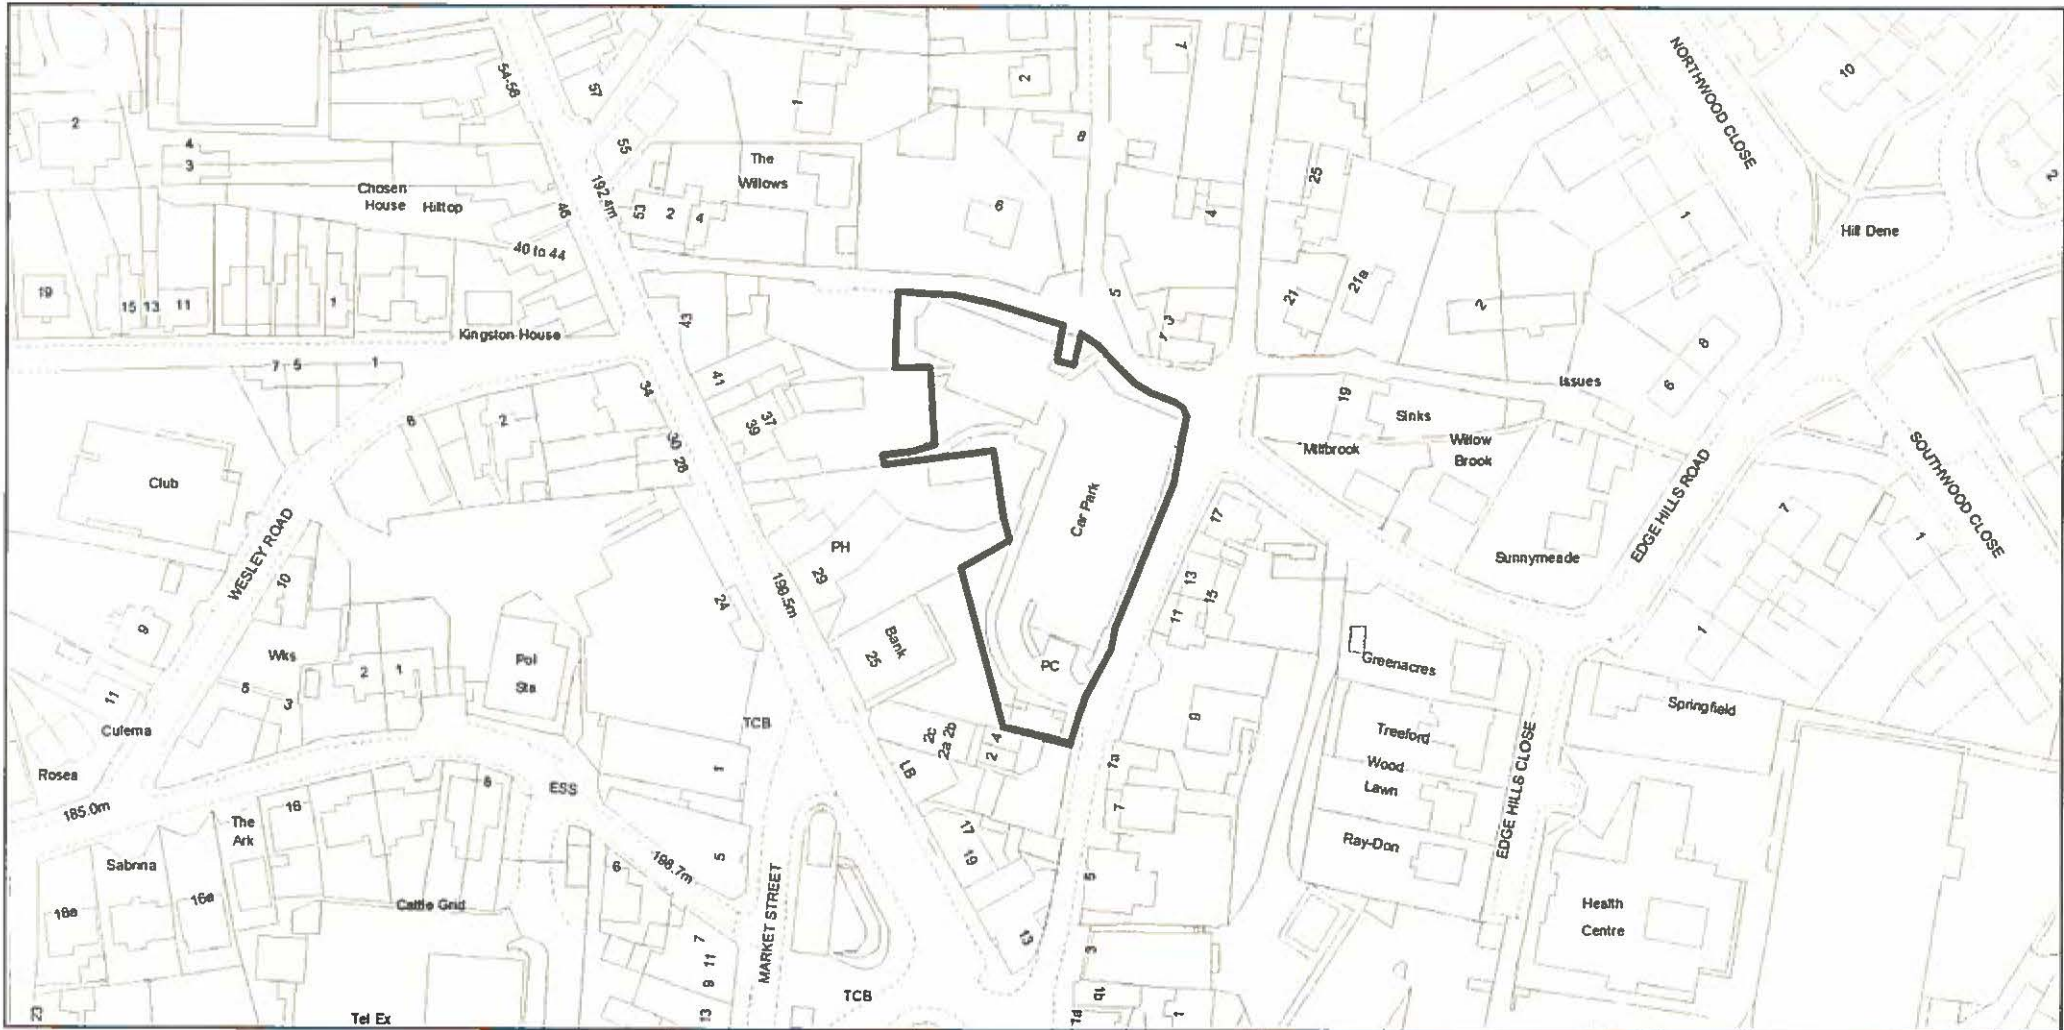 54-58
57
55
192.4m
46
53
2
4
The
Willows
1
2
8
6
7
4
5
3
1
25
21
21a
2
NORTHWOOD CLOSE
10
2
Hill Dene
1
8
6
2
4
3
Chosen
House
Hilltop
40 to 44
19
15
13
11
1
Kingston House
7
5
1
43
41
39
37
34
30
28
6
2
Club
WESLEY ROAD
10
9
11
Wks
5
3
2
1
Pol
Sta
24
190.5m
PH
29
Bank
25
Car Park
PC
19
Millbrook
Sinks
Willow
Brook
Issues
Sunnymeade
EDGE HILLS ROAD
SOUTHWOOD CLOSE
7
1
1
17
13
15
11
9
Greenacres
Treeford
Wood
Lawn
Ray-Don
EDGE HILLS CLOSE
Springfield
Health
Centre
Rosea
185.0m
Sabrina
The
Ark
16
8
ESS
TCB
1
5
188.7m
6
MARKET STREET
2c
2a 2b
2
4
LB
17
19
13
7a
7
5
3
1b
1a
1
18a
16a
Cattle Grid
23
Tel Ex
7
9 11
13
TCB